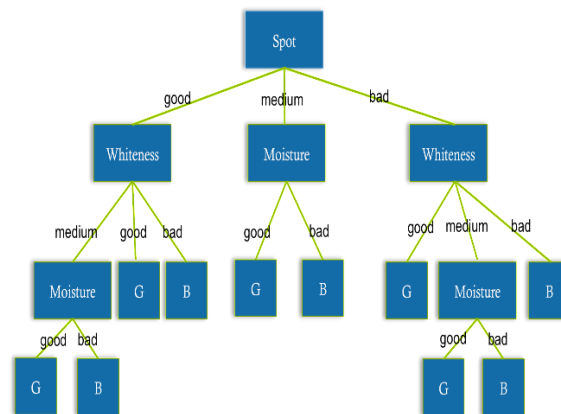 Spot
good medium bad
Whiteness Moisture Whiteness
medium good bad good bad good medium bad
Moisture G B G B G Moisture B
good bad good bad
G B G B